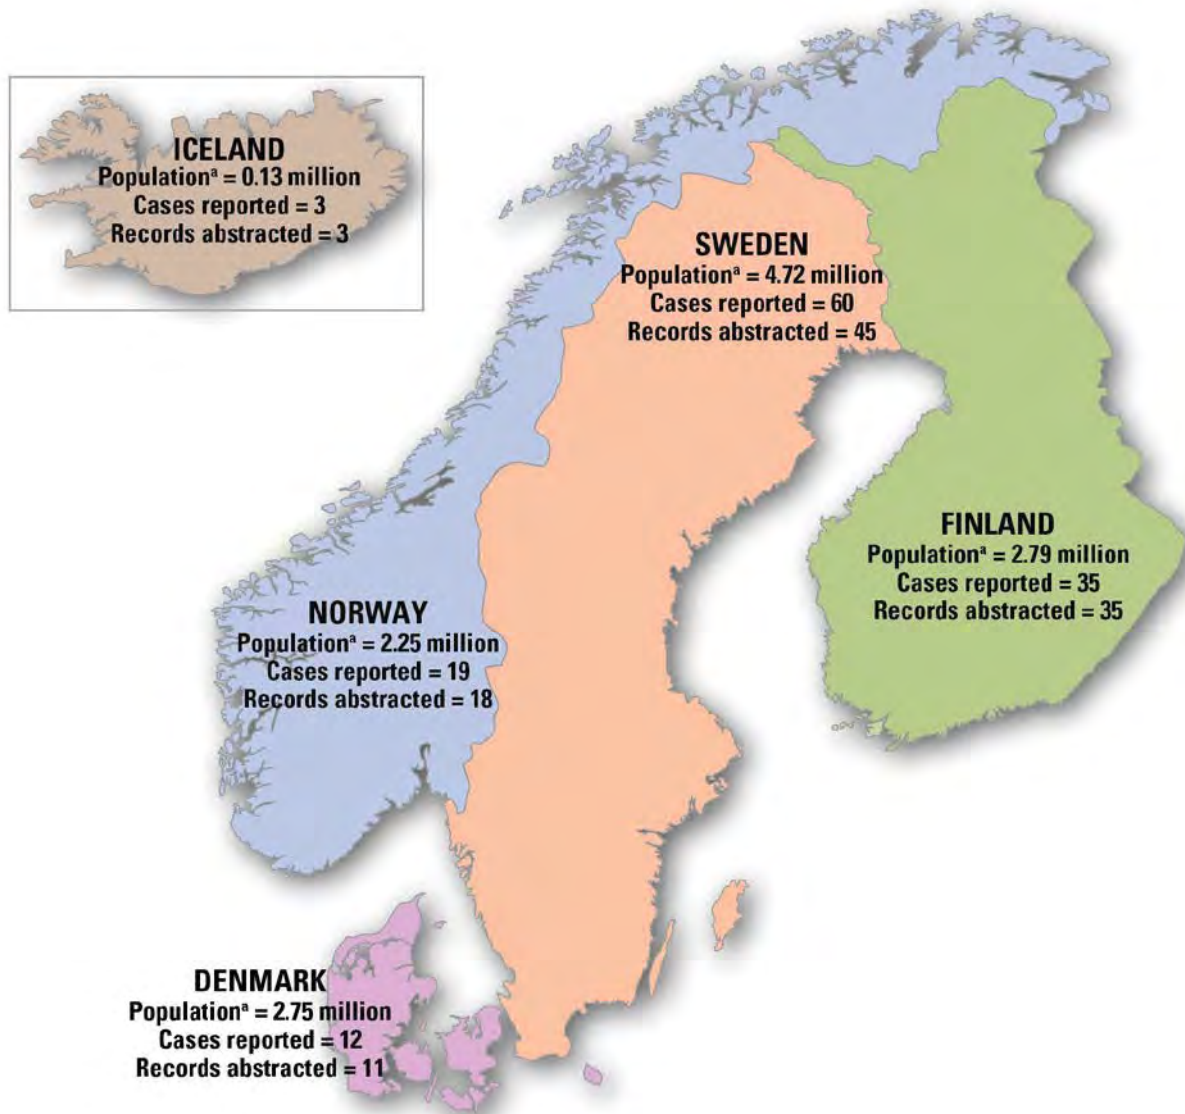 ICELAND
Populationᵃ = 0.13 million
Cases reported = 3
Records abstracted = 3
SWEDEN
Populationᵃ = 4.72 million
Cases reported = 60
Records abstracted = 45
FINLAND
Populationᵃ = 2.79 million
Cases reported = 35
Records abstracted = 35
NORWAY
Populationᵃ = 2.25 million
Cases reported = 19
Records abstracted = 18
DENMARK
Populationᵃ = 2.75 million
Cases reported = 12
Records abstracted = 11